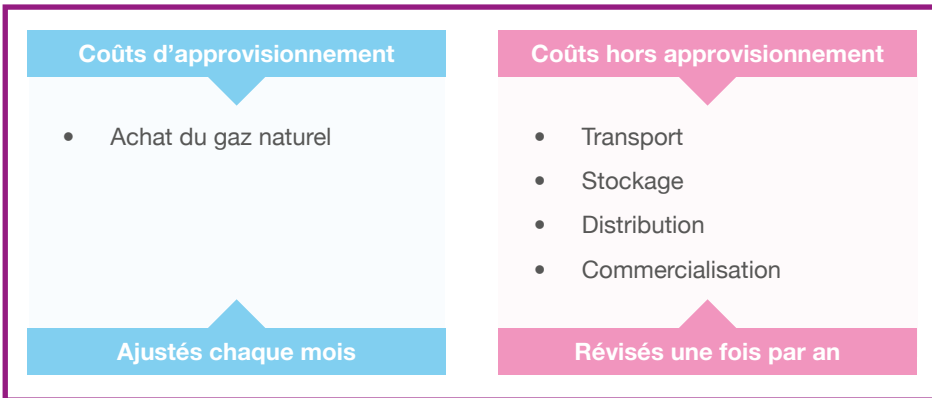 Coûts d’approvisionnement
• Achat du gaz naturel
Ajustés chaque mois
Coûts hors approvisionnement
• Transport
• Stockage
• Distribution
• Commercialisation
Révisés une fois par an